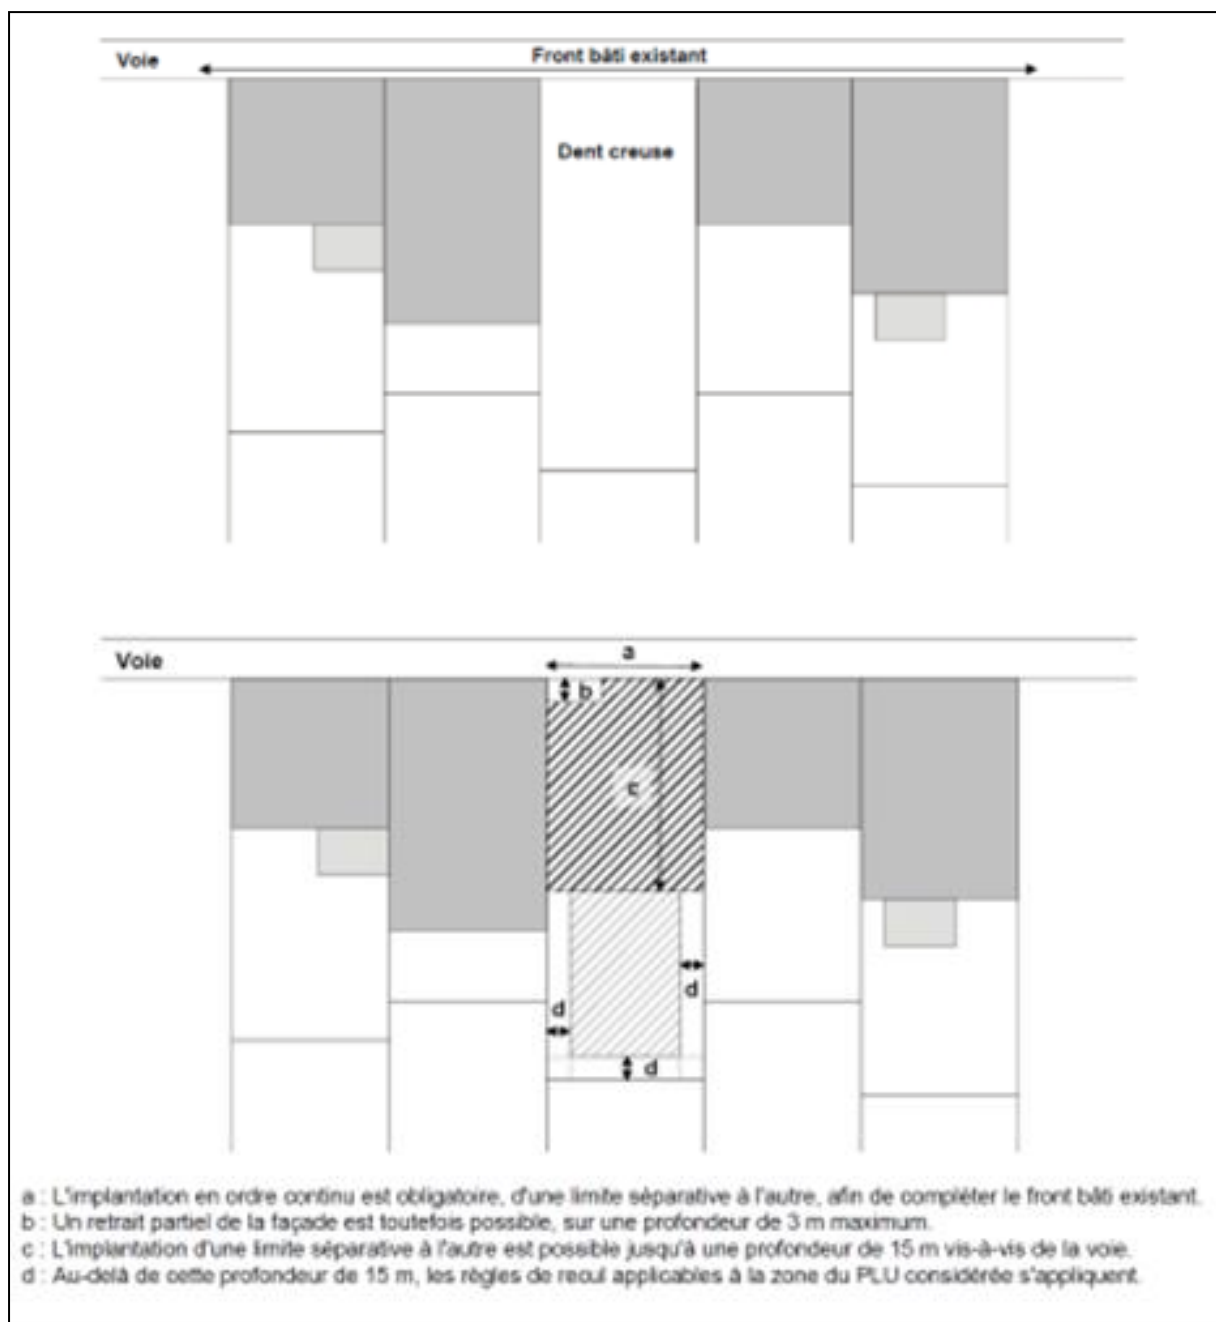 Voie
Front bâti existant
Dent creuse
Voie
a
b
c
d
d
d
a : L'implantation en ordre continu est obligatoire, d'une limite séparative à l'autre, afin de compléter le front bâti existant.
b : Un retrait partiel de la façade est toutefois possible, sur une profondeur de 3 m maximum.
c : L'implantation d'une limite séparative à l'autre est possible jusqu'à une profondeur de 15 m vis-à-vis de la voie.
d : Au-delà de cette profondeur de 15 m, les règles de recul applicables à la zone du PLU considérée s'appliquent.